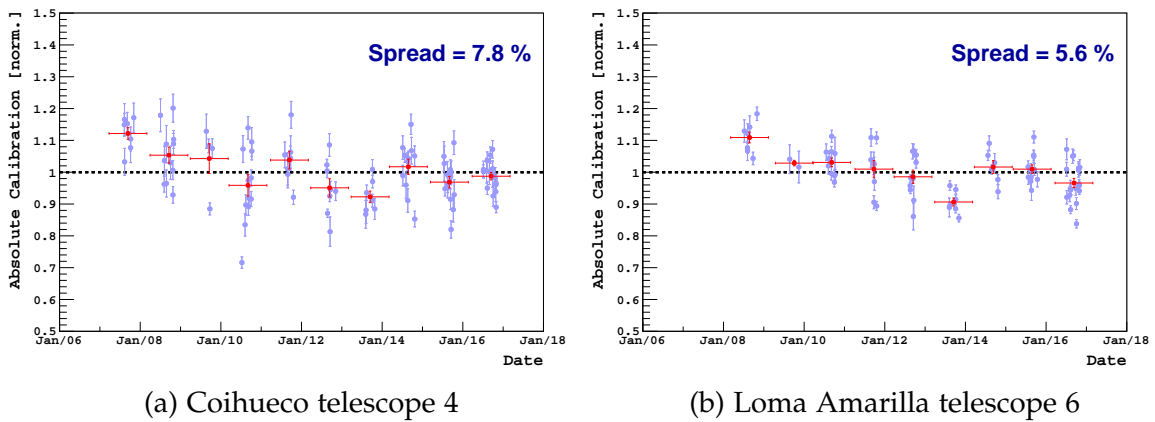 Absolute Calibration [norm.]
1.5
1.4
1.3
1.2
1.1
1
0.9
0.8
0.7
0.6
0.5
Spread = 7.8 %
Jan/06 Jan/08 Jan/10 Jan/12 Jan/14 Jan/16 Jan/18
Date
(a) Coihueco telescope 4
Absolute Calibration [norm.]
1.5
1.4
1.3
1.2
1.1
1
0.9
0.8
0.7
0.6
0.5
Spread = 5.6 %
Jan/06 Jan/08 Jan/10 Jan/12 Jan/14 Jan/16 Jan/18
Date
(b) Loma Amarilla telescope 6